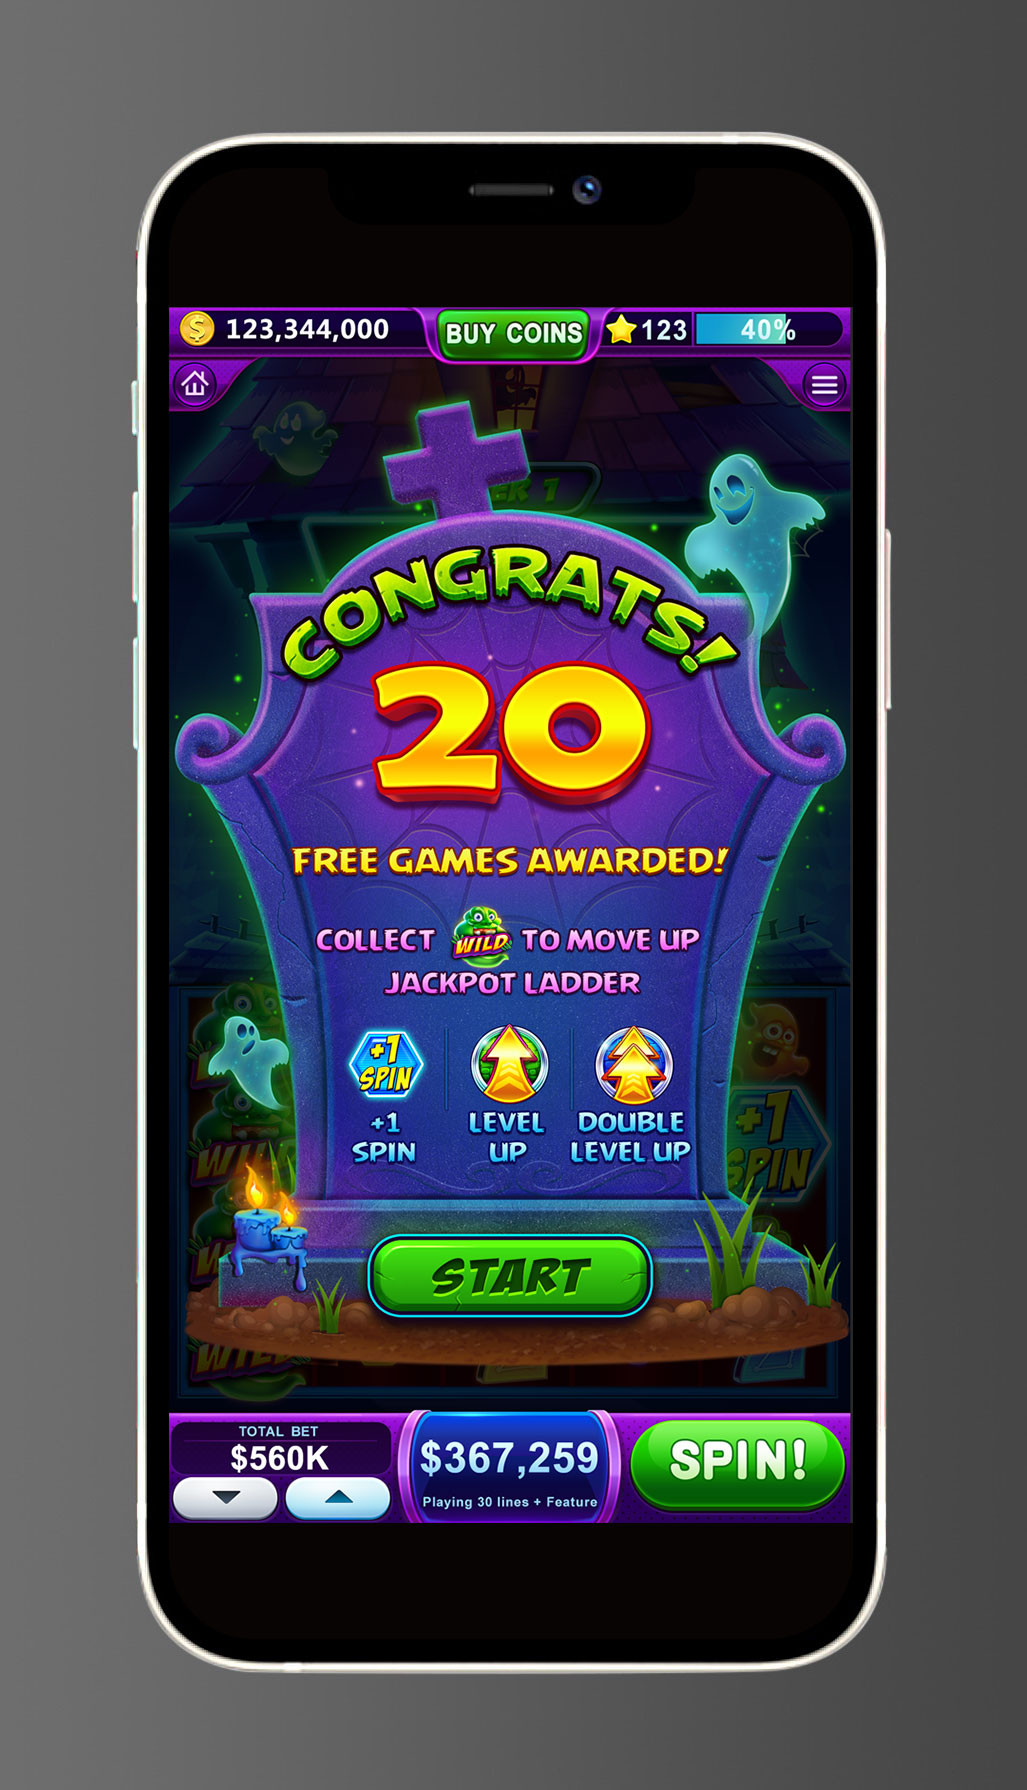 123,344,000
BUY COINS
123
40%
CONGRATS!
20
FREE GAMES AWARDED!
COLLECT WILD TO MOVE UP
JACKPOT LADDER
+1 SPIN
+1
SPIN
LEVEL
UP
DOUBLE
LEVEL UP
+1
SPIN
START
TOTAL BET
$560K
$367,259
Playing 30 lines + Feature
SPIN!